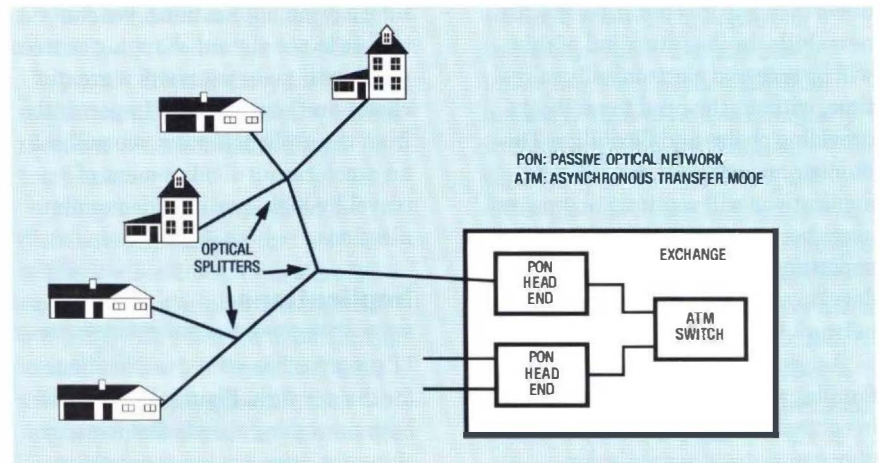 PON: PASSIVE OPTICAL NETWORK
ATM: ASYNCHRONOUS TRANSFER MOOE
OPTICAL
SPLITTERS
EXCHANGE
PON
HEAD
END
ATM
SWITCH
PON
HEAD
END